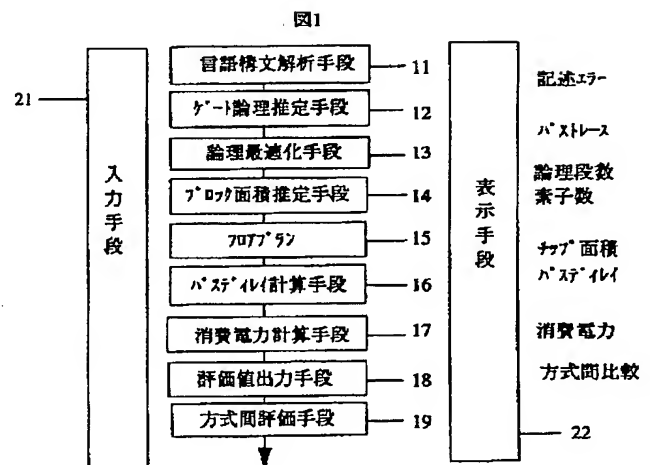 図1
21
入力手段
言語構文解析手段
11
ゲート論理推定手段
12
論理最適化手段
13
ブロック面積推定手段
14
フロアプラン
15
パスディレイ計算手段
16
消費電力計算手段
17
評価値出力手段
18
方式間評価手段
19
表示手段
22
記述エラー
パストレース
論理段数
素子数
チップ面積
パスディレイ
消費電力
方式間比較